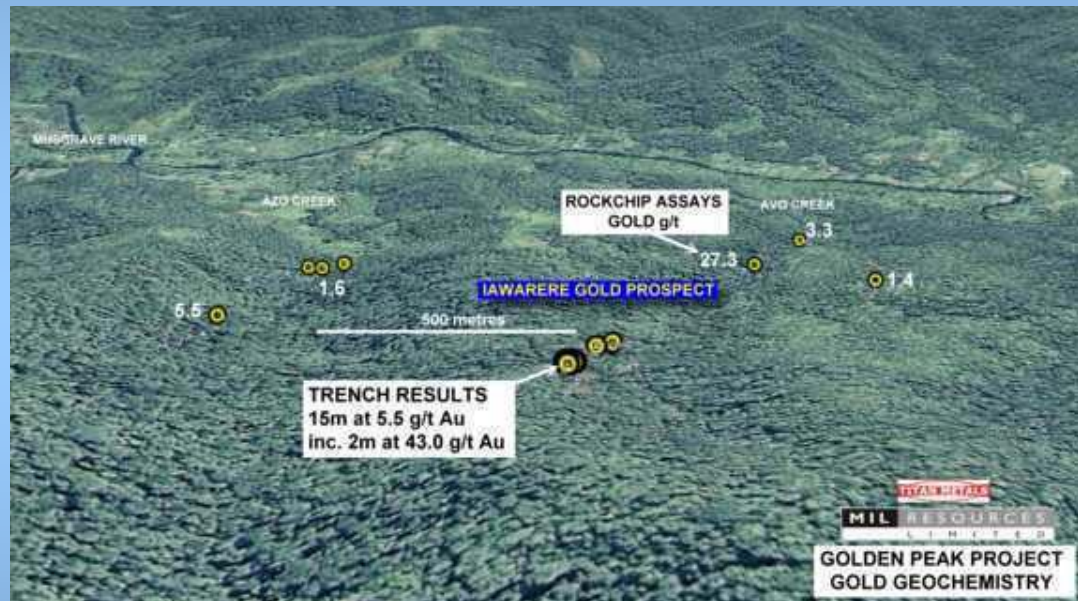 MUSGRAVE RIVER
AZO CREEK
ROCKCHIP ASSAYS
GOLD g/t
AVO CREEK
3.3
27.3
1.4
1.6
IAWARERE GOLD PROSPECT
5.5
500 metres
TRENCH RESULTS
15m at 5.5 g/t Au
inc. 2m at 43.0 g/t Au
TITAN METALS
MIL RESOURCES
LIMITED
GOLDEN PEAK PROJECT
GOLD GEOCHEMISTRY